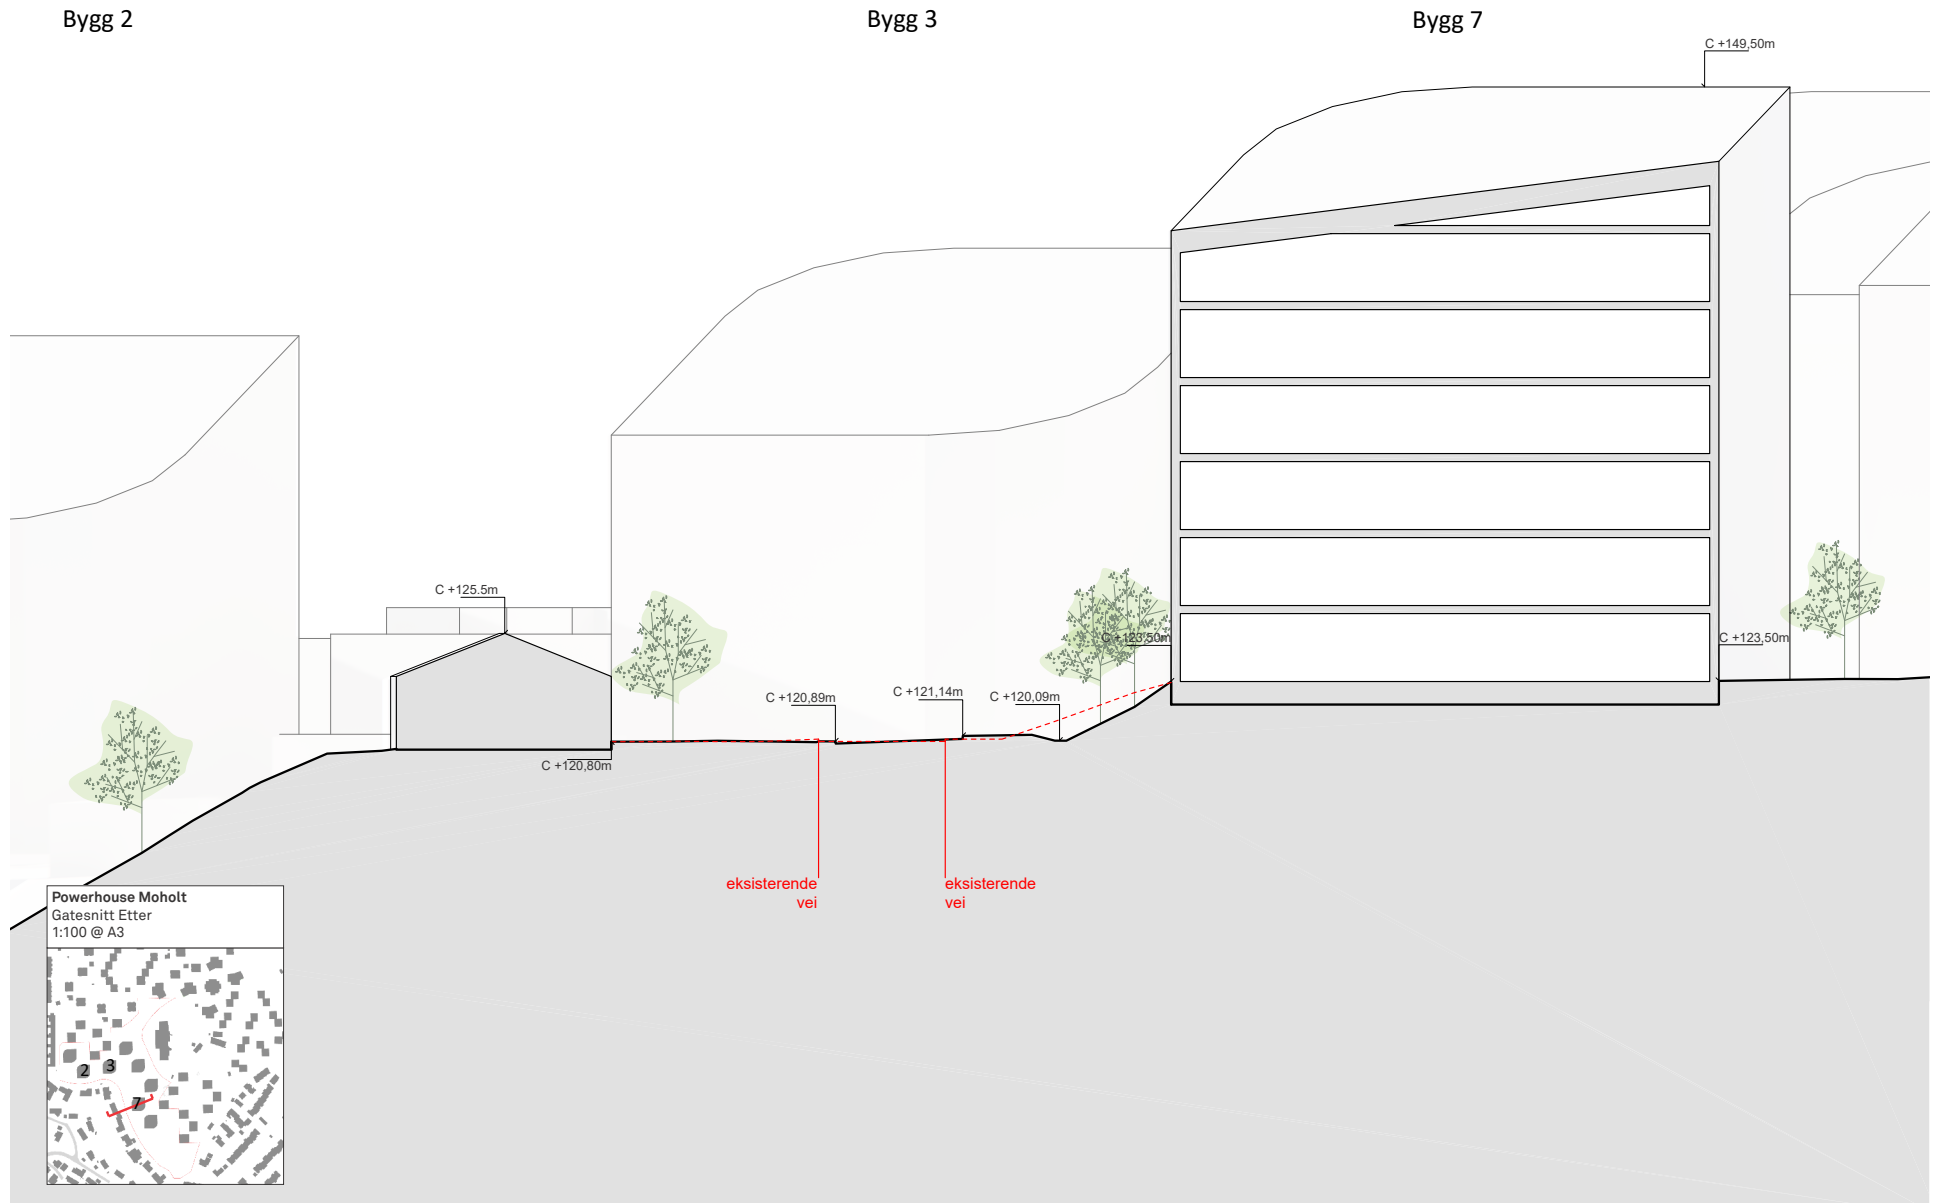 Bygg 2
Bygg 3
Bygg 7
C +149,50m
C +125.5m
C +123,50m
C +123,50m
C +120,89m
C +121,14m
C +120,09m
C +120,80m
eksisterende
vei
eksisterende
vei
Powerhouse Moholt
Gatesnitt Etter
1:100 @ A3
2
3
7